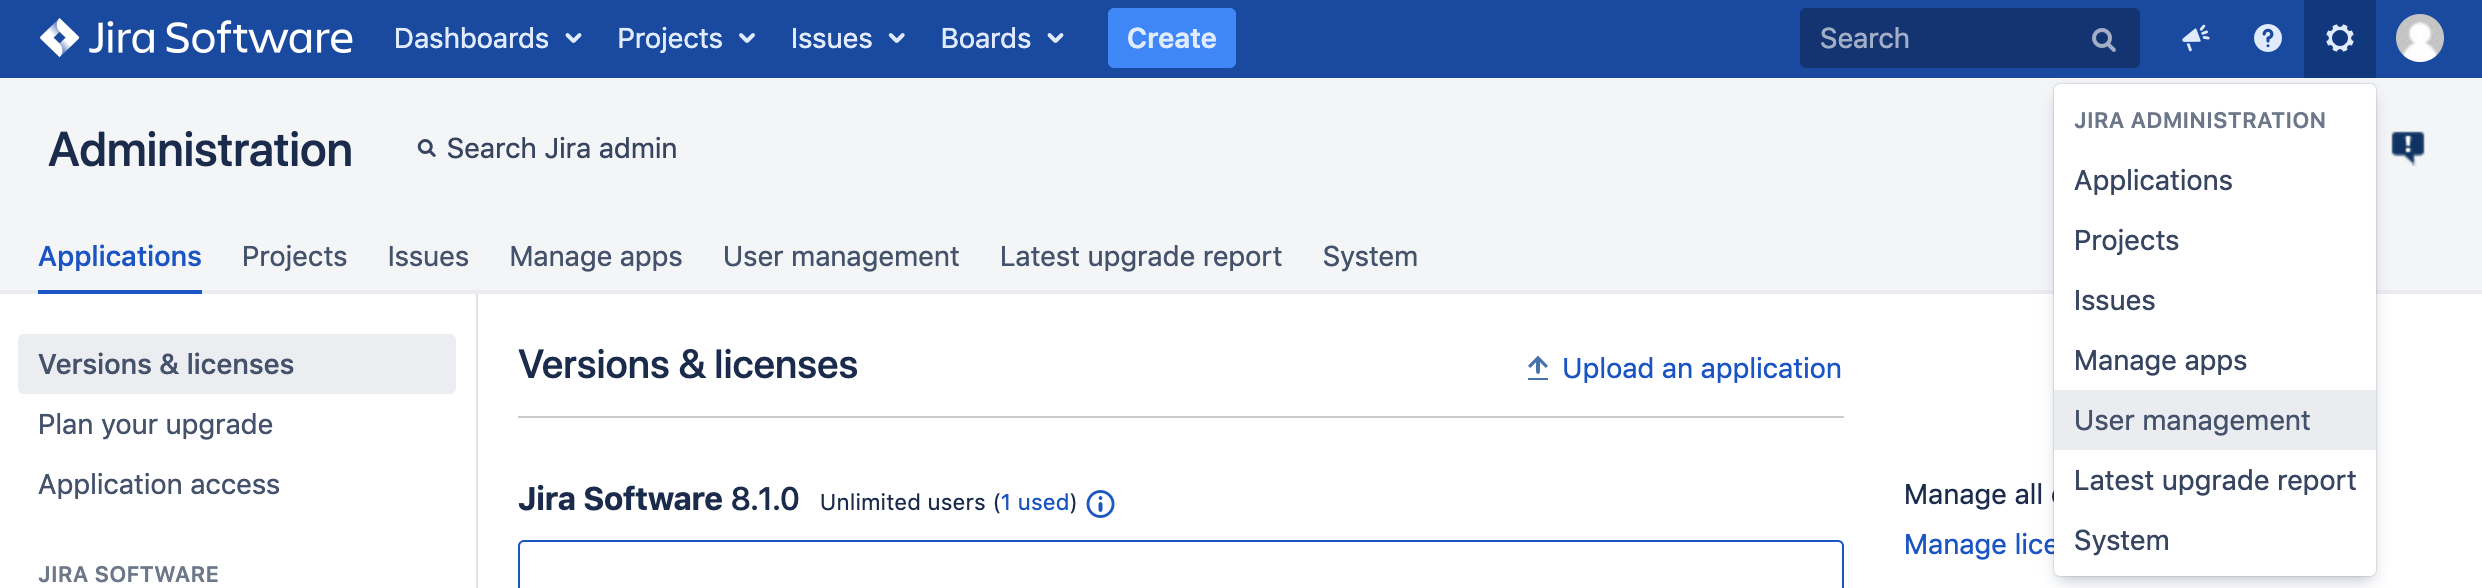 Jira Software Dashboards Projects Issues Boards Create Search
Administration Search Jira admin
Applications Projects Issues Manage apps User management Latest upgrade report System
Versions & licenses
Plan your upgrade
Application access
JIRA SOFTWARE
Versions & licenses Upload an application
Jira Software 8.1.0 Unlimited users (1 used)
Manage all
Manage lice
JIRA ADMINISTRATION
Applications
Projects
Issues
Manage apps
User management
Latest upgrade report
System